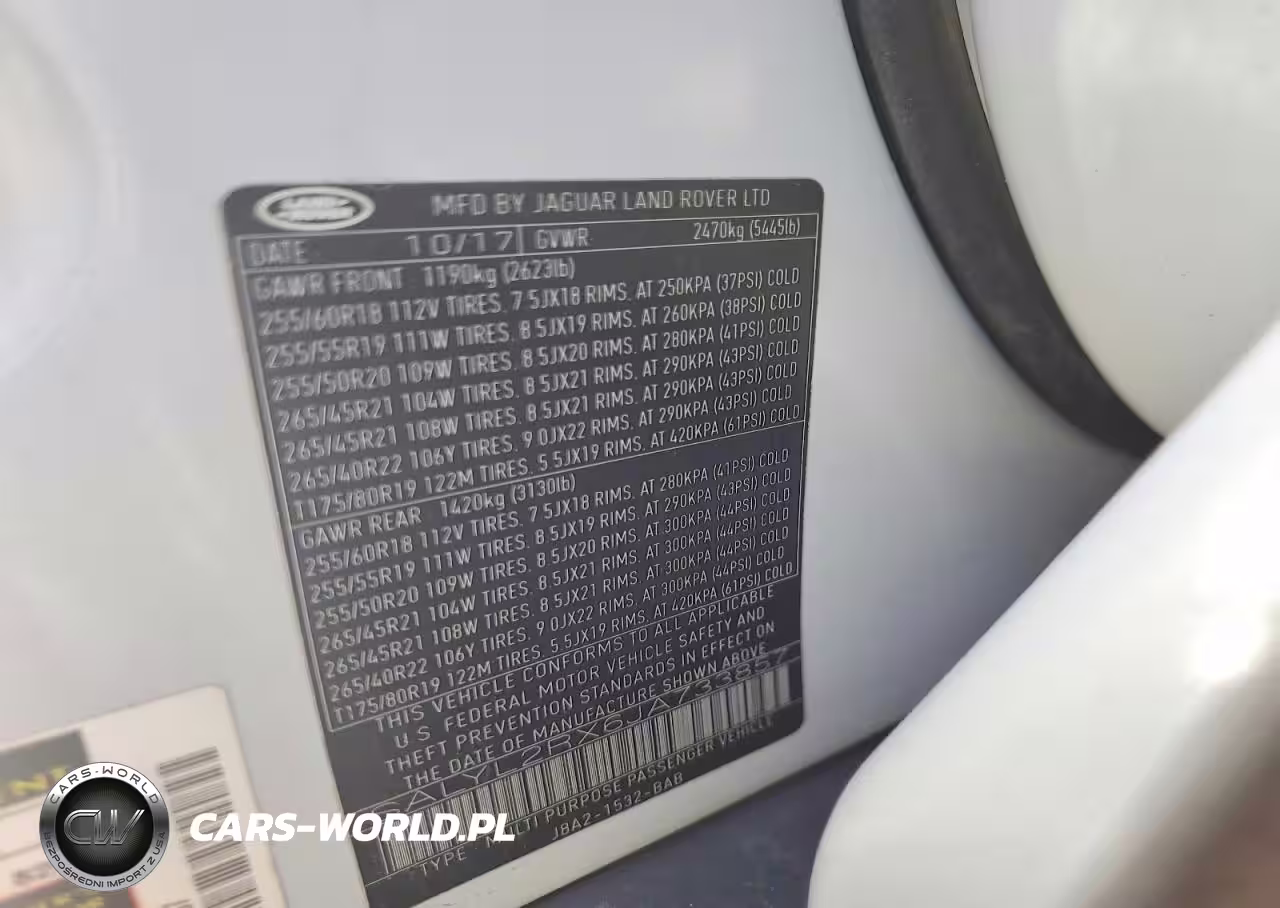 LAND ROVER
MFD BY JAGUAR LAND ROVER LTD
DATE 10/17 GVWR 2470kg (5445lb)
GAWR FRONT 1190kg (2623lb)
255/60R18 112V TIRES. 7 5JX18 RIMS. AT 250KPA (37PSI) COLD
255/55R19 111W TIRES. 8 5JX19 RIMS. AT 260KPA (38PSI) COLD
255/50R20 109W TIRES. 8 5JX20 RIMS. AT 280KPA (41PSI) COLD
265/45R21 104W TIRES. 8 5JX21 RIMS. AT 290KPA (43PSI) COLD
265/45R21 108W TIRES. 8.5JX21 RIMS. AT 290KPA (43PSI) COLD
265/40R22 106Y TIRES. 9 0JX22 RIMS. AT 290KPA (43PSI) COLD
T175/80R19 122M TIRES. 5 5JX19 RIMS. AT 420KPA (61PSI) COLD
GAWR REAR 1420kg (3130lb)
255/60R18 112V TIRES. 7 5JX18 RIMS. AT 280KPA (41PSI) COLD
255/55R19 111W TIRES. 8 5JX19 RIMS. AT 290KPA (43PSI) COLD
255/50R20 109W TIRES. 8.5JX20 RIMS. AT 300KPA (44PSI) COLD
265/45R21 104W TIRES. 8.5JX21 RIMS. AT 300KPA (44PSI) COLD
265/45R21 108W TIRES. 8 5JX21 RIMS. AT 300KPA (44PSI) COLD
265/40R22 106Y TIRES. 9 0JX22 RIMS. AT 300KPA (44PSI) COLD
T175/80R19 122M TIRES. 5.5JX19 RIMS. AT 420KPA (61PSI) COLD
THIS VEHICLE CONFORMS TO ALL APPLICABLE
U S FEDERAL MOTOR VEHICLE SAFETY AND
THEFT PREVENTION STANDARDS IN EFFECT ON
THE DATE OF MANUFACTURE SHOWN ABOVE
SALYL2RX6JA733857
TYPE MULTI PURPOSE PASSENGER VEHICLE
J8A2-1532-BAB
CARS-WORLD
CW
BEZPOŚREDNI IMPORT Z USA
CARS-WORLD.PL